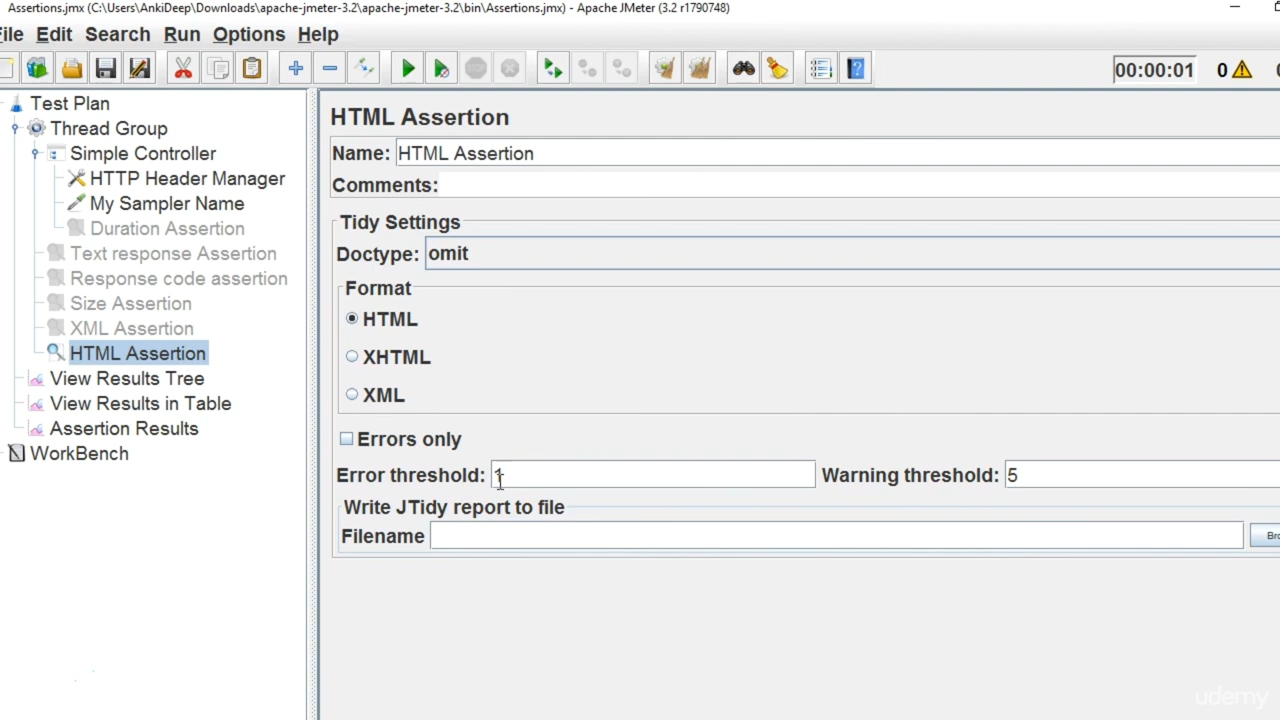 Assertions.jmx (C:\Users\AnkiDeep\Downloads\apache-jmeter-3.2\apache-jmeter-3.2\bin\Assertions.jmx) - Apache JMeter (3.2 r1790748)
File Edit Search Run Options Help
00:00:01 0
Test Plan
Thread Group
Simple Controller
HTTP Header Manager
My Sampler Name
Duration Assertion
Text response Assertion
Response code assertion
Size Assertion
XML Assertion
HTML Assertion
View Results Tree
View Results in Table
Assertion Results
WorkBench
HTML Assertion
Name: HTML Assertion
Comments:
Tidy Settings
Doctype: omit
Format
HTML
XHTML
XML
Errors only
Error threshold: 1 Warning threshold: 5
Write JTidy report to file
Filename Bro
udemy